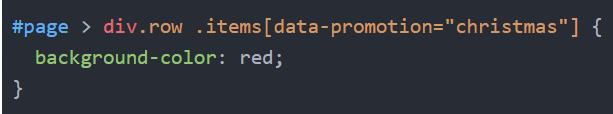 #page > div.row .items[data-promotion="christmas"] {
  background-color: red;
}